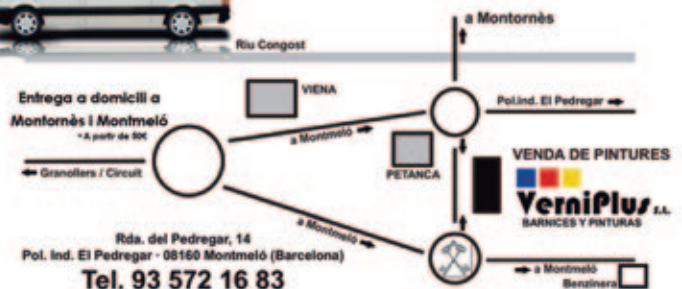 a Montornès
Riu Congost
Entrega a domicili a
Montornès i Montmeló
*A partir de 50€
VIENA
Pol.ind. El Pedregar
a Montmeló
PETANCA
Granollers / Circuit
VENDA DE PINTURES
VerniPlus S.L.
BARNICES Y PINTURAS
a Montmeló
Rda. del Pedregar, 14
Pol. Ind. El Pedregar - 08160 Montmeló (Barcelona)
Tel. 93 572 16 83
a Montmeló
Benzinera